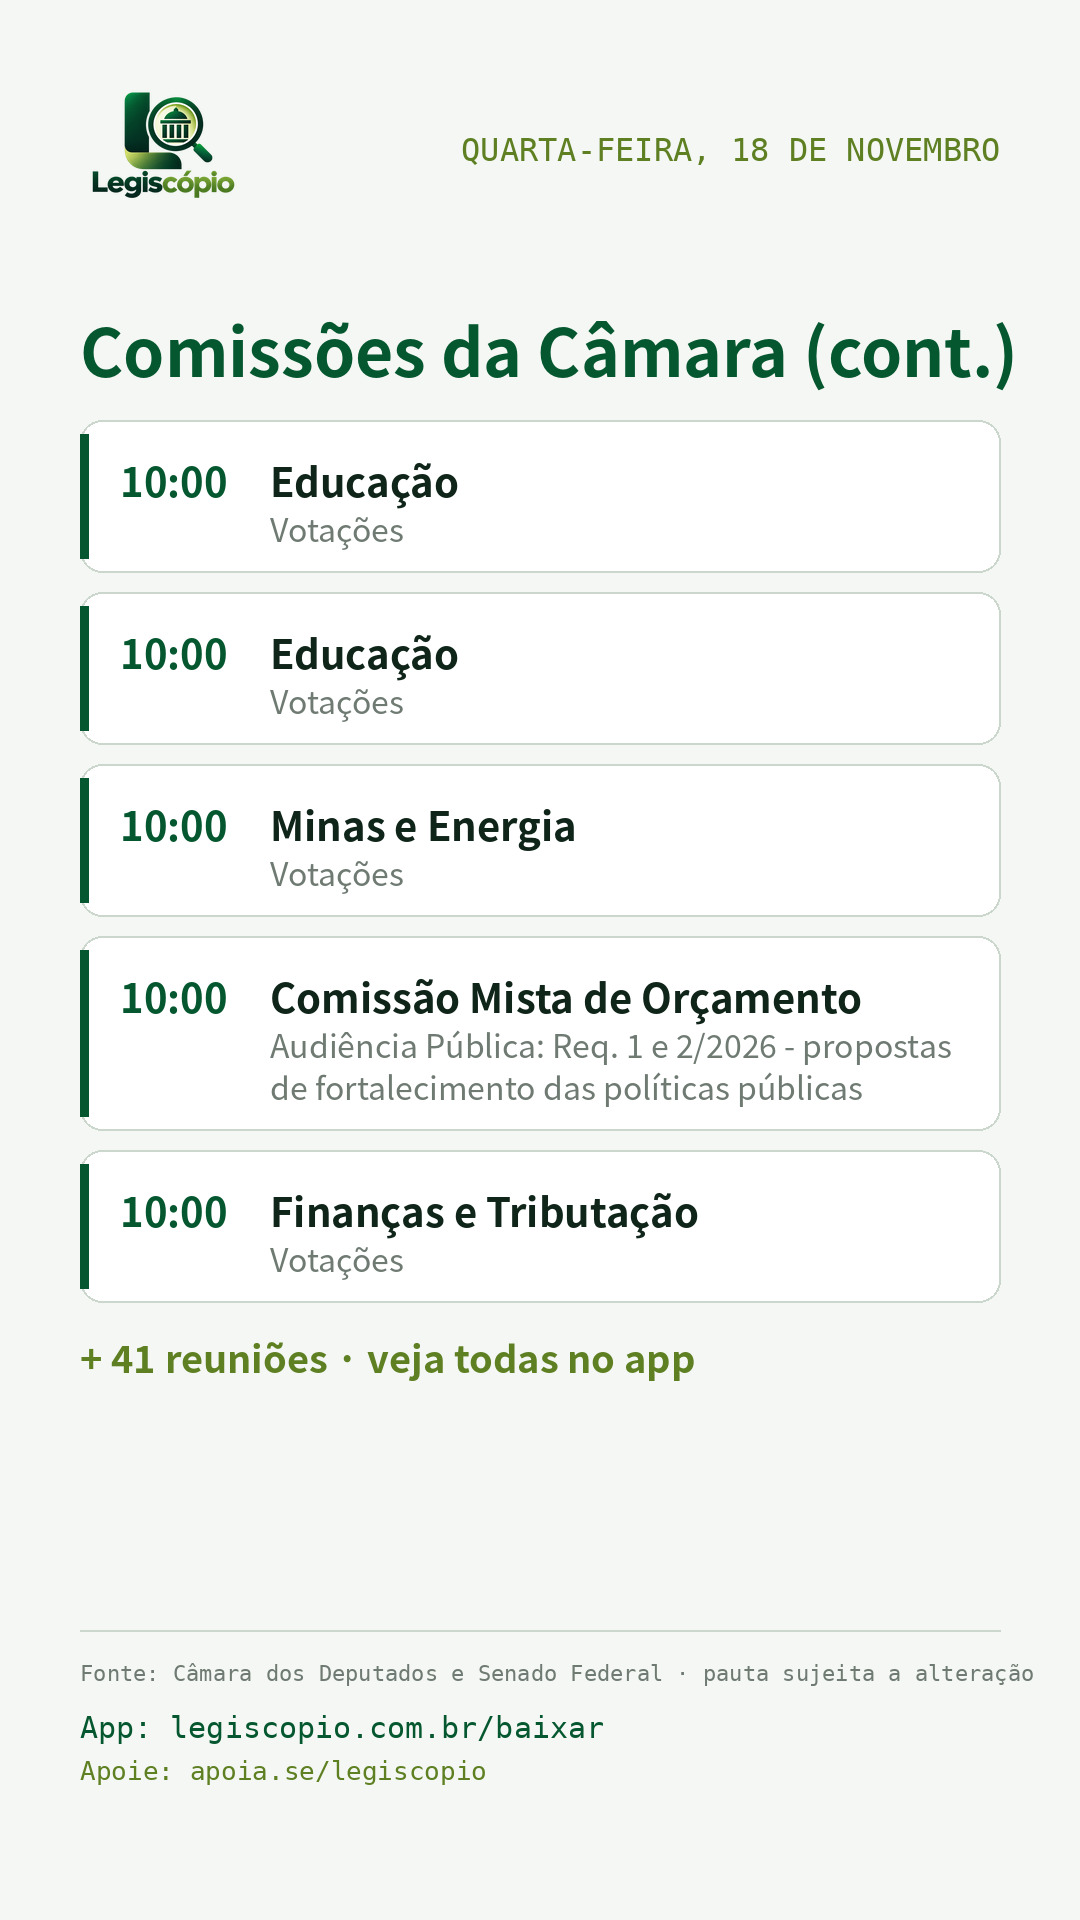 Legiscópio
QUARTA-FEIRA, 18 DE NOVEMBRO
Comissões da Câmara (cont.)
10:00 Educação
Votações
10:00 Educação
Votações
10:00 Minas e Energia
Votações
10:00 Comissão Mista de Orçamento
Audiência Pública: Req. 1 e 2/2026 - propostas
de fortalecimento das políticas públicas
10:00 Finanças e Tributação
Votações
+ 41 reuniões · veja todas no app
Fonte: Câmara dos Deputados e Senado Federal · pauta sujeita a alteração
App: legiscopio.com.br/baixar
Apoie: apoia.se/legiscopio